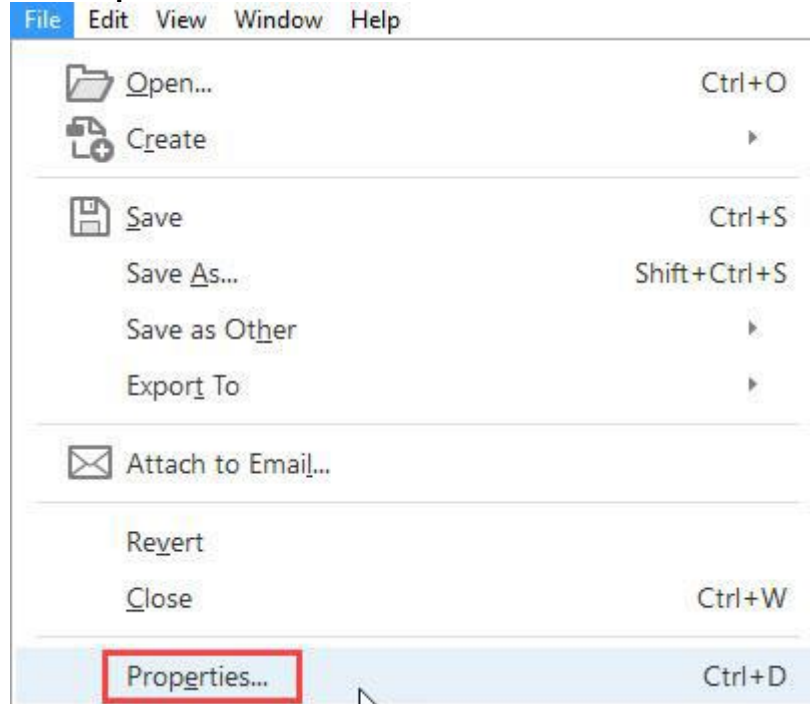 File Edit View Window Help
Open... Ctrl+O
Create
Save Ctrl+S
Save As... Shift+Ctrl+S
Save as Other
Export To
Attach to Email...
Revert
Close Ctrl+W
Properties... Ctrl+D